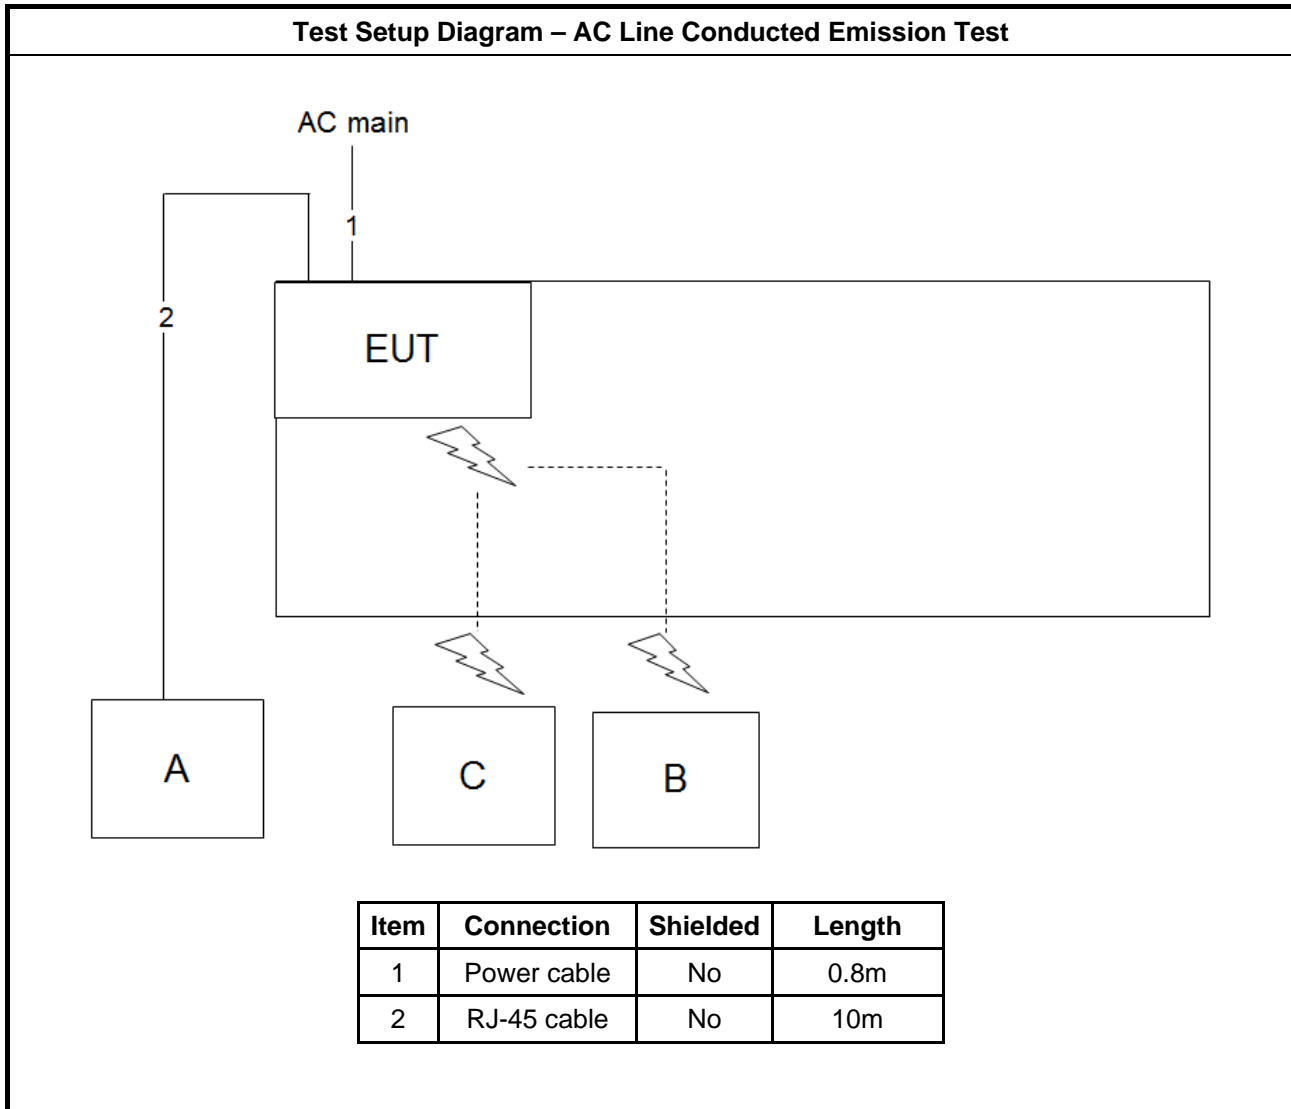 Test Setup Diagram – AC Line Conducted Emission Test
AC main
1
2
EUT
A
C
B
Item Connection Shielded Length
1 Power cable No 0.8m
2 RJ-45 cable No 10m